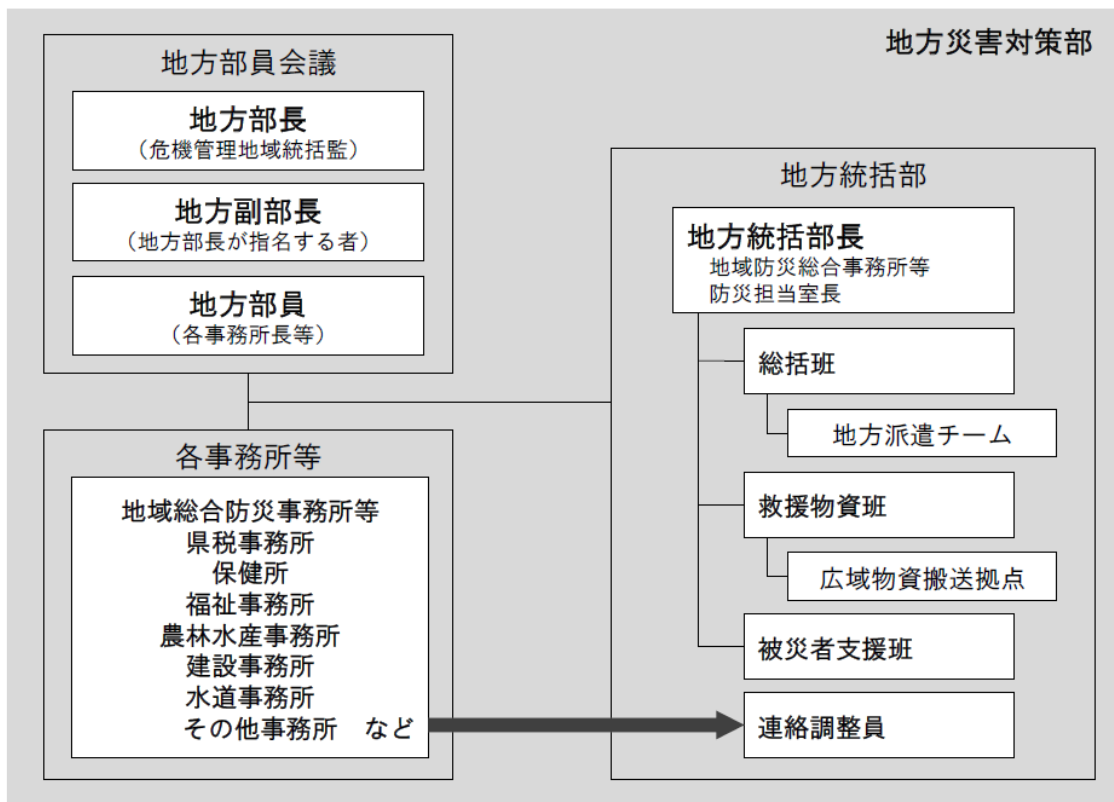 地方災害対策部
地方部員会議
地方部長
（危機管理地域統括監）
地方副部長
（地方部長が指名する者）
地方部員
（各事務所長等）
各事務所等
地域総合防災事務所等
県税事務所
保健所
福祉事務所
農林水産事務所
建設事務所
水道事務所
その他事務所　など
地方統括部
地方統括部長
地域防災総合事務所等
防災担当室長
総括班
地方派遣チーム
救援物資班
広域物資搬送拠点
被災者支援班
連絡調整員